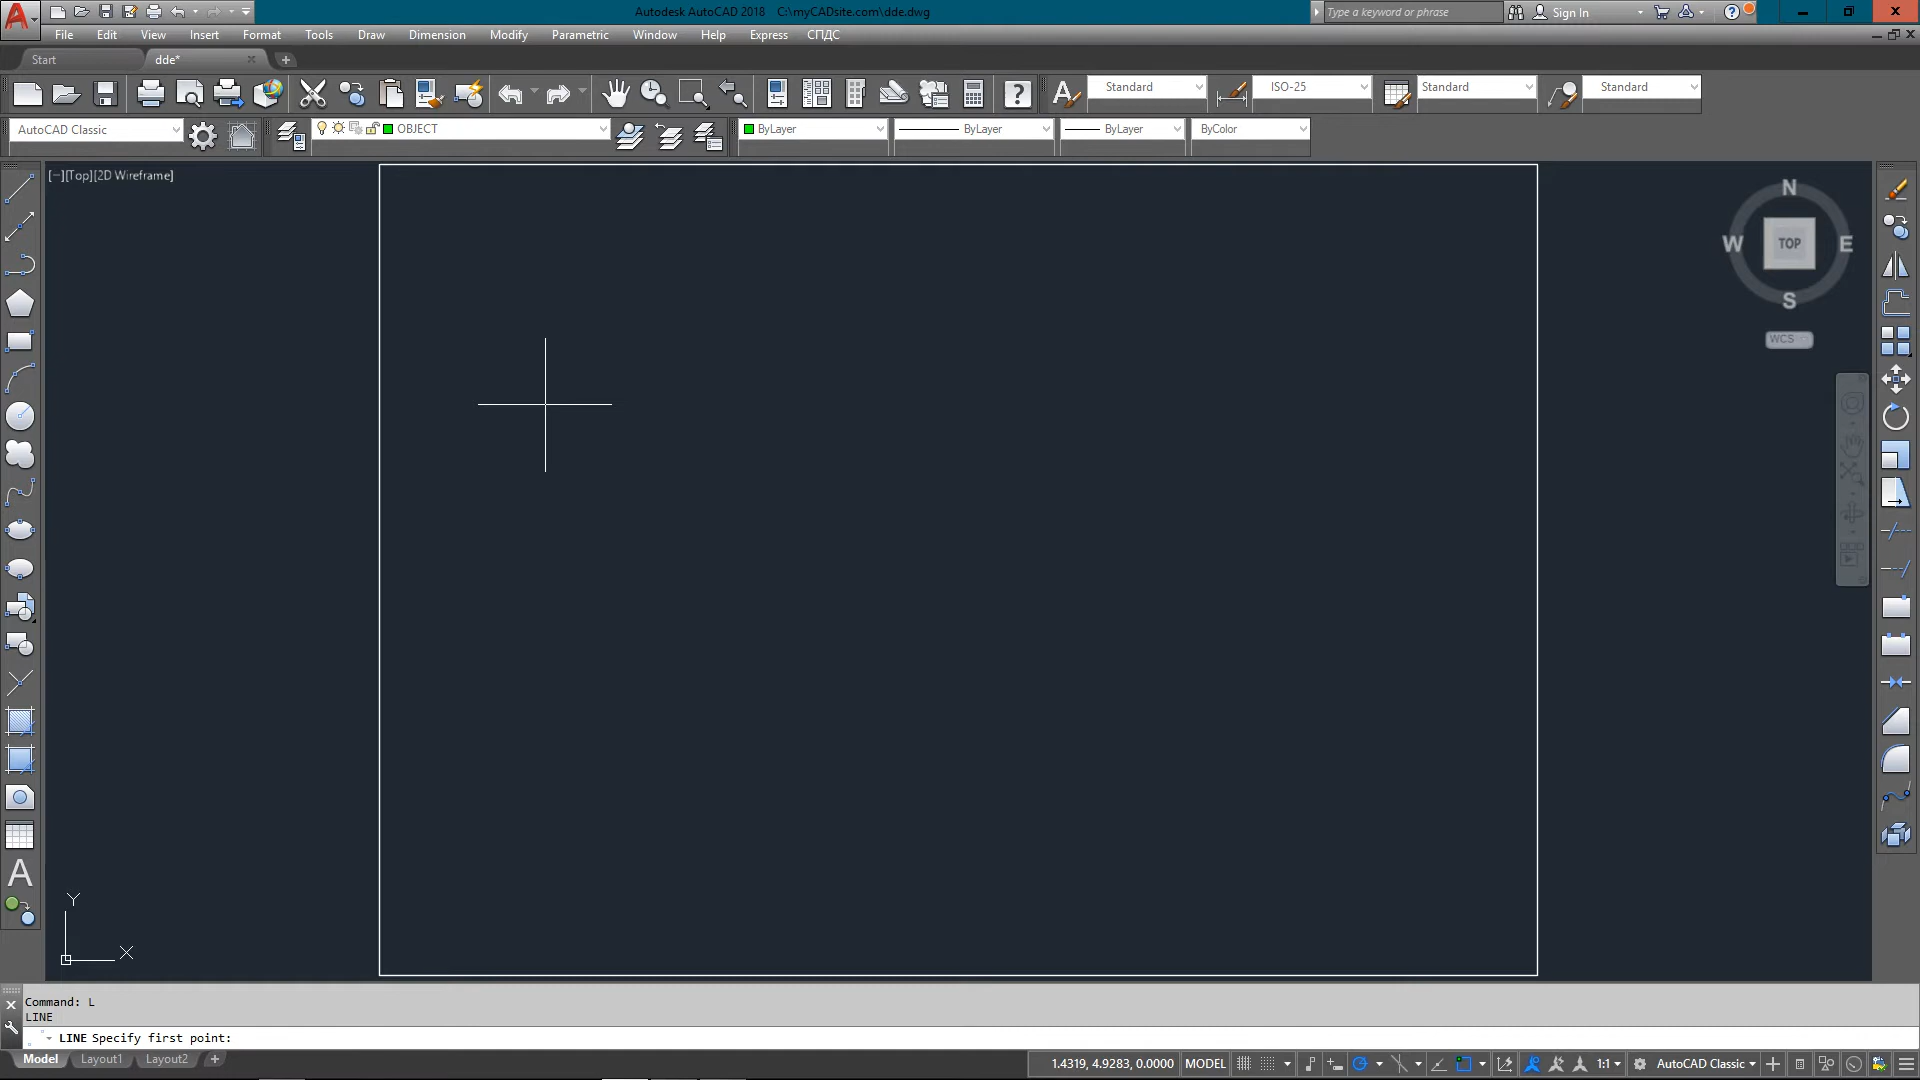 Autodesk AutoCAD 2018 C:\myCADsite.com\dde.dwg
Type a keyword or phrase
Sign In
File Edit View Insert Format Tools Draw Dimension Modify Parametric Window Help Express СПДС
Start dde*
Standard ISO-25 Standard Standard
AutoCAD Classic OBJECT ByLayer ByLayer ByLayer ByColor
[−][Top][2D Wireframe]
N
W TOP E
S
WCS
A
Y
X
Command: L
LINE
LINE Specify first point:
Model Layout1 Layout2 +
1.4319, 4.9283, 0.0000 MODEL 1:1 AutoCAD Classic